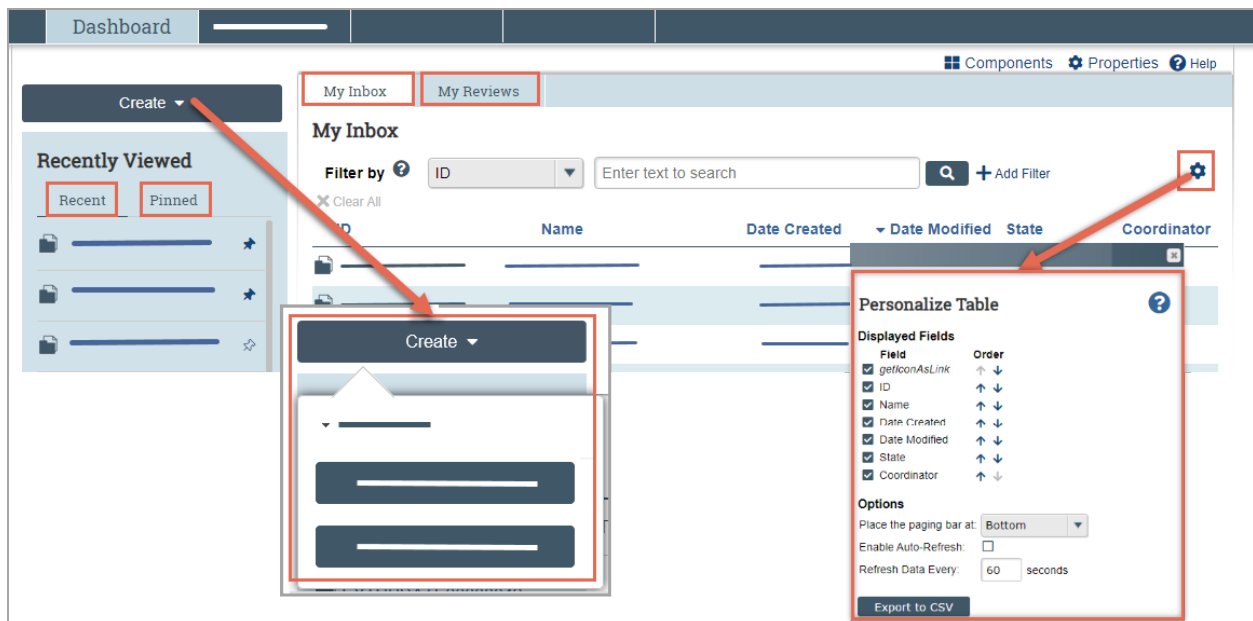 Dashboard
Components Properties Help
Create
My Inbox My Reviews
My Inbox
Recently Viewed
Filter by ID Enter text to search Add Filter
Recent Pinned
Clear All
ID Name Date Created Date Modified State Coordinator
Create
Personalize Table
Displayed Fields
Field Order
getIconAsLink
ID
Name
Date Created
Date Modified
State
Coordinator
Options
Place the paging bar at: Bottom
Enable Auto-Refresh:
Refresh Data Every: 60 seconds
Export to CSV